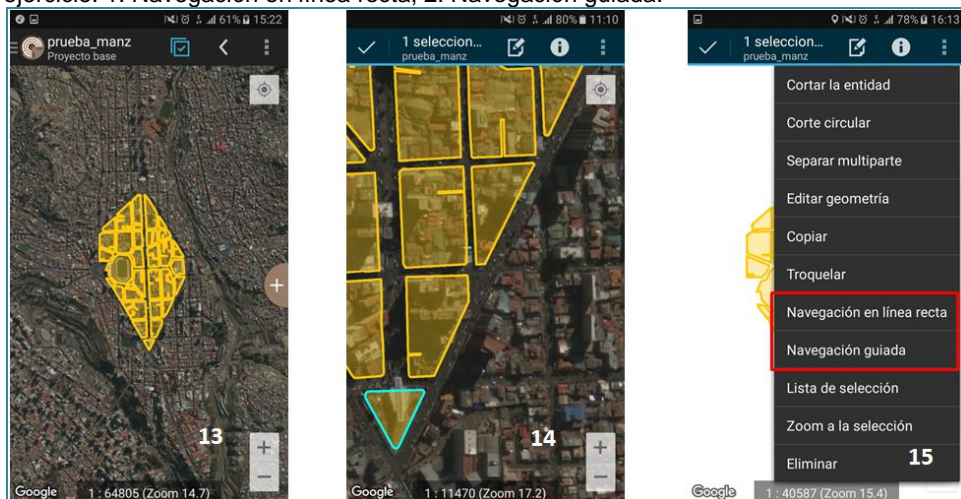 ejercicio. 1. Navegación en línea recta, 2. Navegación guiada.
61% 15:22
prueba_manz
Proyecto base
13
Google
1 : 64805 (Zoom 14.7)
80% 11:10
1 seleccion...
prueba_manz
14
Google
1 : 11470 (Zoom 17.2)
78% 16:13
1 seleccion...
prueba_manz
Cortar la entidad
Corte circular
Separar multiparte
Editar geometría
Copiar
Troquelar
Navegación en línea recta
Navegación guiada
Lista de selección
Zoom a la selección
Eliminar
15
Google
1 : 40587 (Zoom 15.4)